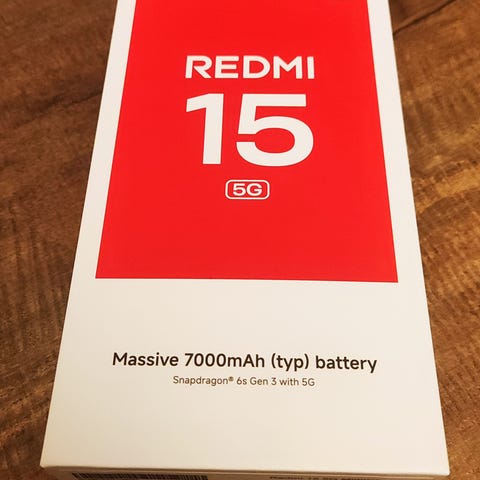 REDMI
15
5G
Massive 7000mAh (typ) battery
Snapdragon® 6s Gen 3 with 5G